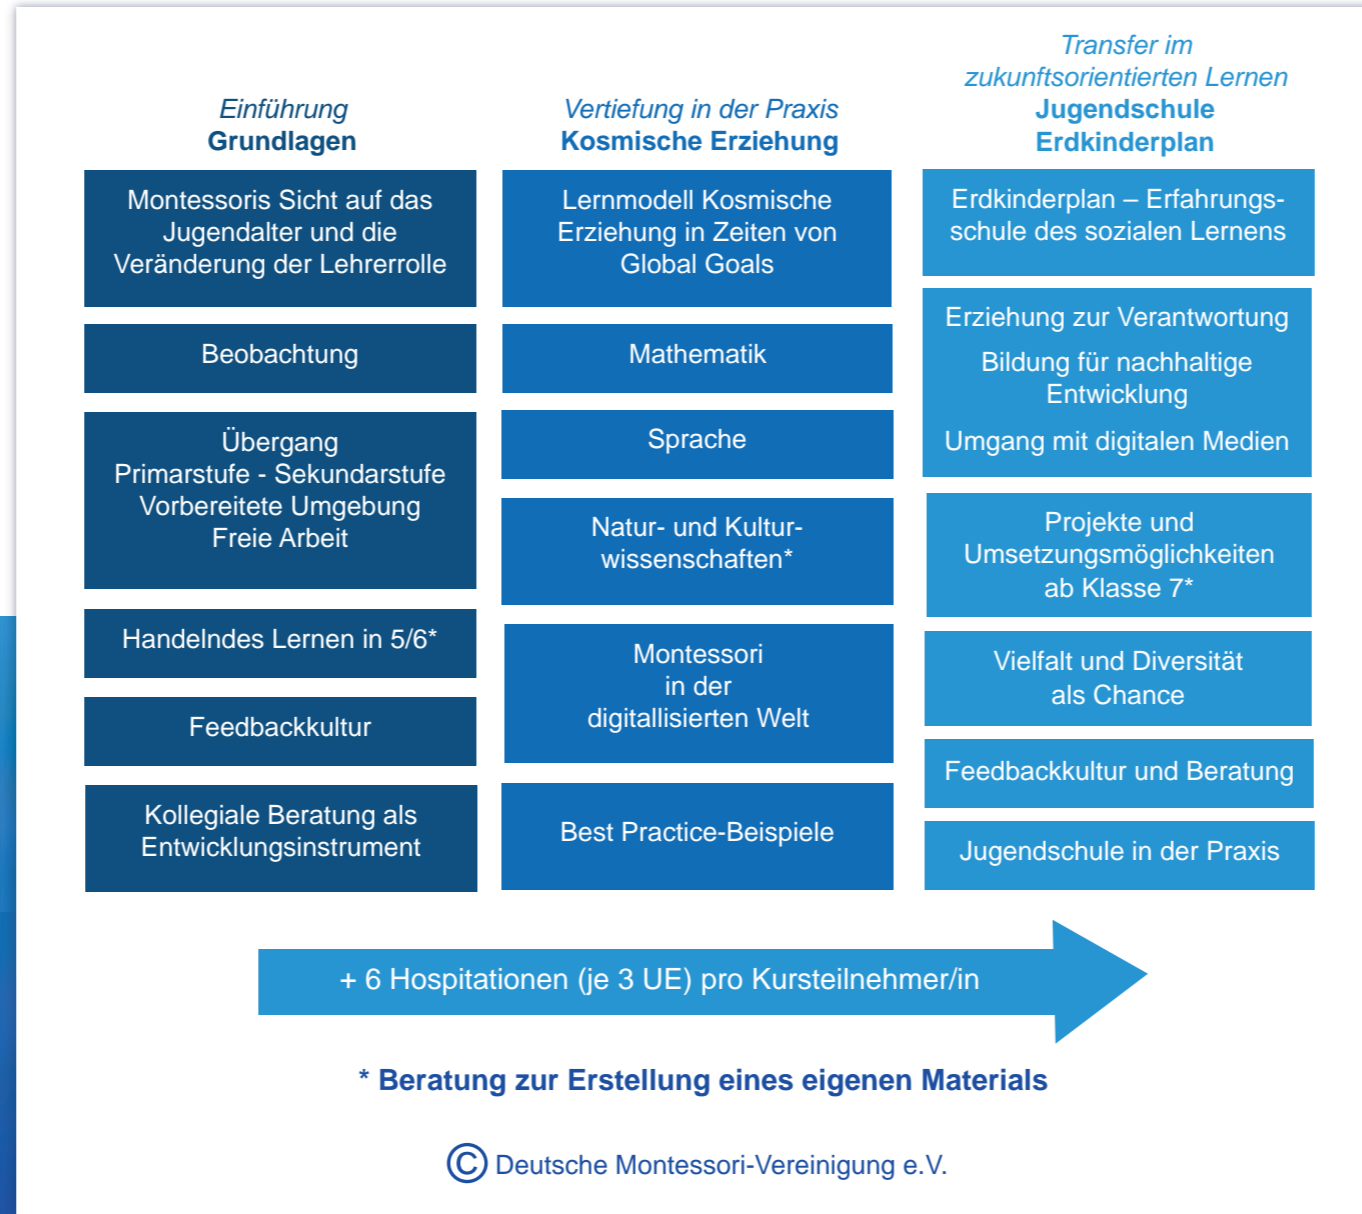 Einführung
Grundlagen
Montessoris Sicht auf das
Jugendalter und die
Veränderung der Lehrerrolle
Beobachtung
Übergang
Primarstufe - Sekundarstufe
Vorbereitete Umgebung
Freie Arbeit
Handelndes Lernen in 5/6*
Feedbackkultur
Kollegiale Beratung als
Entwicklungsinstrument
Vertiefung in der Praxis
Kosmische Erziehung
Lernmodell Kosmische
Erziehung in Zeiten von
Global Goals
Mathematik
Sprache
Natur- und Kultur-
wissenschaften*
Montessori
in der
digitallisierten Welt
Best Practice-Beispiele
Transfer im
zukunftsorientierten Lernen
Jugendschule
Erdkinderplan
Erdkinderplan – Erfahrungs-
schule des sozialen Lernens
Erziehung zur Verantwortung
Bildung für nachhaltige
Entwicklung
Umgang mit digitalen Medien
Projekte und
Umsetzungsmöglichkeiten
ab Klasse 7*
Vielfalt und Diversität
als Chance
Feedbackkultur und Beratung
Jugendschule in der Praxis
+ 6 Hospitationen (je 3 UE) pro Kursteilnehmer/in
* Beratung zur Erstellung eines eigenen Materials
© Deutsche Montessori-Vereinigung e.V.